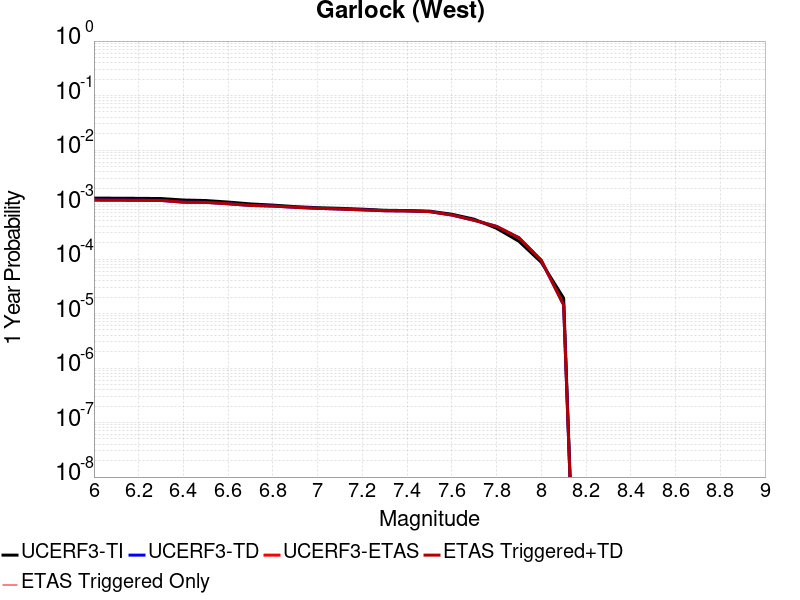 Garlock (West)
10^0
10^-1
10^-2
10^-3
10^-4
10^-5
10^-6
10^-7
10^-8
1 Year Probability
6 6.2 6.4 6.6 6.8 7 7.2 7.4 7.6 7.8 8 8.2 8.4 8.6 8.8 9
Magnitude
UCERF3-TI UCERF3-TD UCERF3-ETAS ETAS Triggered+TD
ETAS Triggered Only